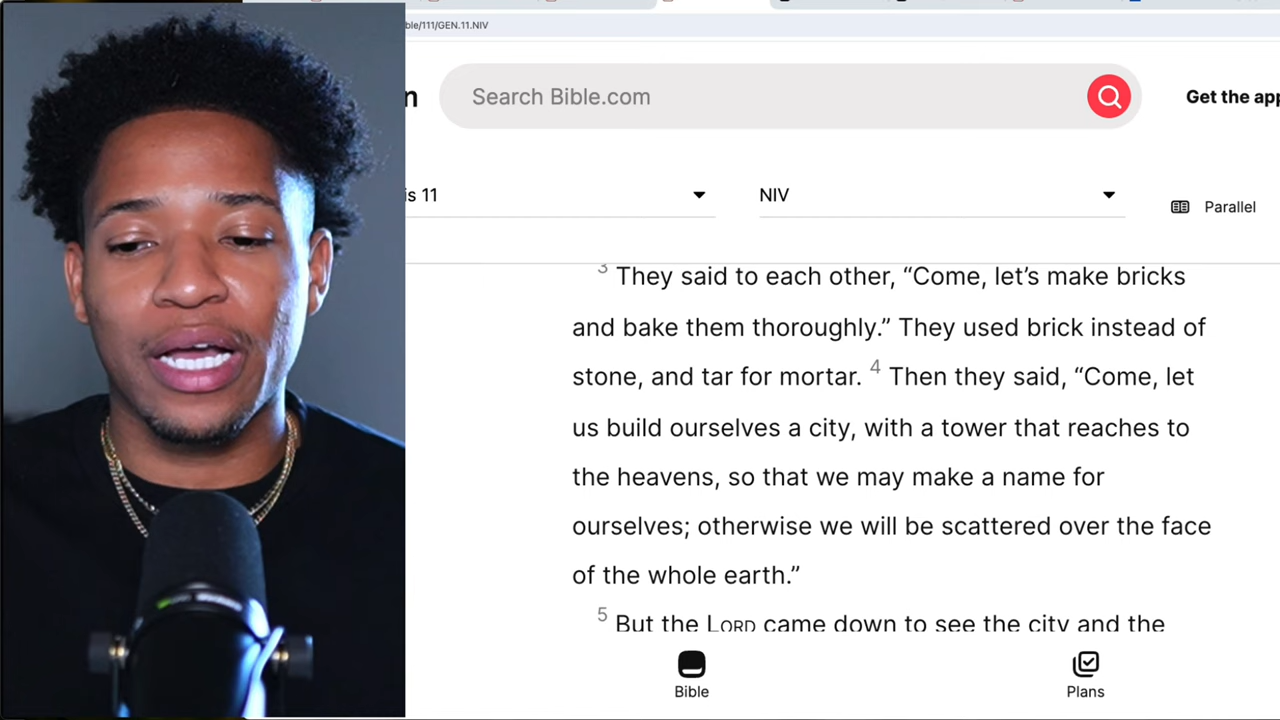 ble/111/GEN.11.NIV
n
Search Bible.com
Get the app
is 11
NIV
Parallel
3 They said to each other, “Come, let’s make bricks
and bake them thoroughly.” They used brick instead of
stone, and tar for mortar. 4 Then they said, “Come, let
us build ourselves a city, with a tower that reaches to
the heavens, so that we may make a name for
ourselves; otherwise we will be scattered over the face
of the whole earth.”
5 But the LORD came down to see the city and the
Bible
Plans